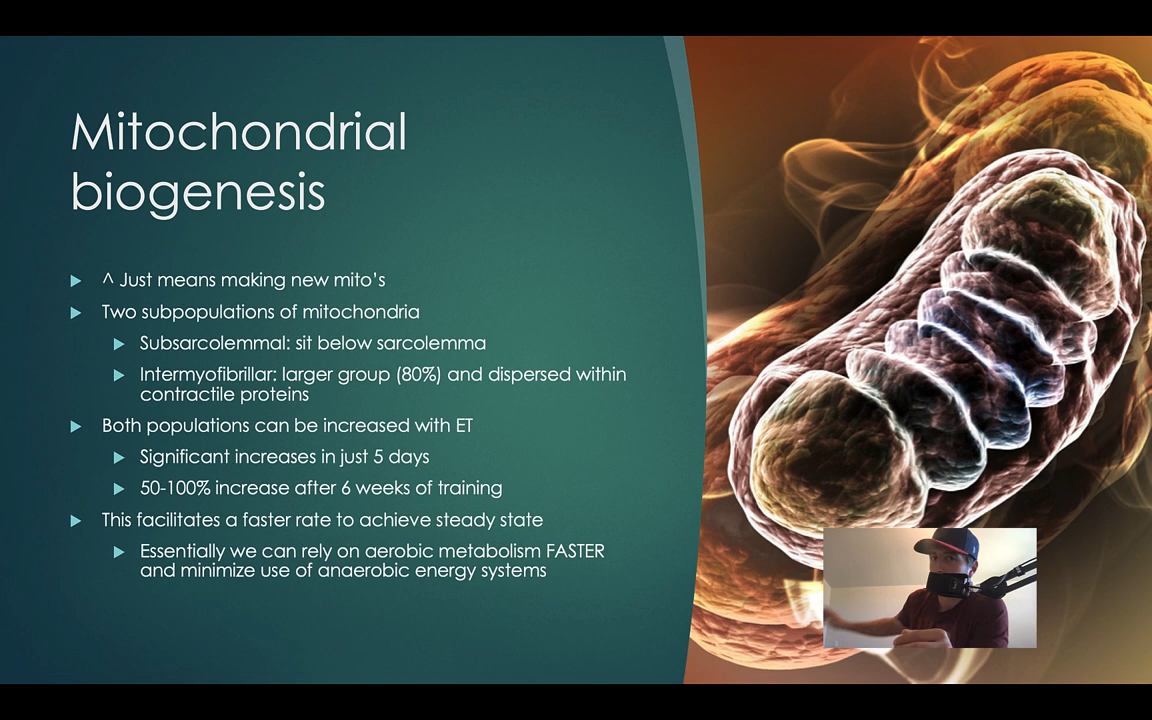 Mitochondrial
biogenesis
^ Just means making new mito's
Two subpopulations of mitochondria
Subsarcolemmal: sit below sarcolemma
Intermyofibrillar: larger group (80%) and dispersed within
contractile proteins
Both populations can be increased with ET
Significant increases in just 5 days
50-100% increase after 6 weeks of training
This facilitates a faster rate to achieve steady state
Essentially we can rely on aerobic metabolism FASTER
and minimize use of anaerobic energy systems